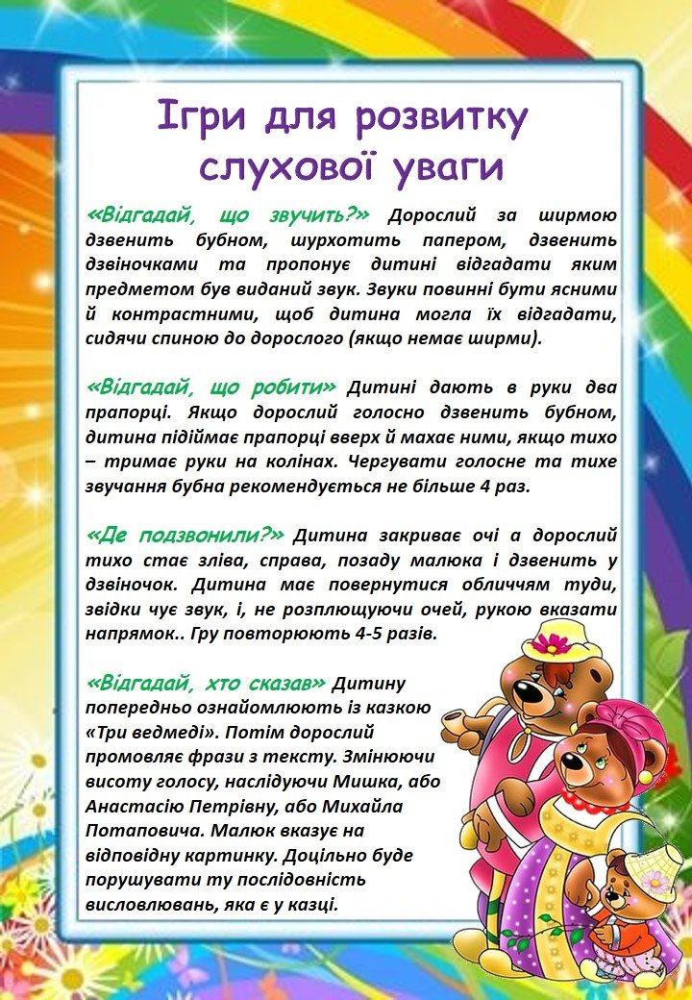 Ігри для розвитку
слухової уваги
«Відгадай, що звучить?» Дорослий за ширмою
дзвенить бубном, шурхотить папером, дзвенить
дзвіночками та пропонує дитині відгадати яким
предметом був виданий звук. Звуки повинні бути ясними
й контрастними, щоб дитина могла їх відгадати,
сидячи спиною до дорослого (якщо немає ширми).
«Відгадай, що робити» Дитині дають в руки два
прапорці. Якщо дорослий голосно дзвенить бубном,
дитина підіймає прапорці вверх й махає ними, якщо тихо
– тримає руки на колінах. Чергувати голосне та тихе
звучання бубна рекомендується не більше 4 раз.
«Де подзвонили?» Дитина закриває очі а дорослий
тихо стає зліва, справа, позаду малюка і дзвенить у
дзвіночок. Дитина має повернутися обличчям туди,
звідки чує звук, і, не розплющуючи очей, рукою вказати
напрямок.. Гру повторюють 4-5 разів.
«Відгадай, хто сказав» Дитину
попередньо ознайомлюють із казкою
«Три ведмеді». Потім дорослий
промовляє фрази з тексту. Змінюючи
висоту голосу, наслідуючи Мишка, або
Анастасію Петрівну, або Михайла
Потаповича. Малюк вказує на
відповідну картинку. Доцільно буде
порушувати ту послідовність
висловлювань, яка є у казці.